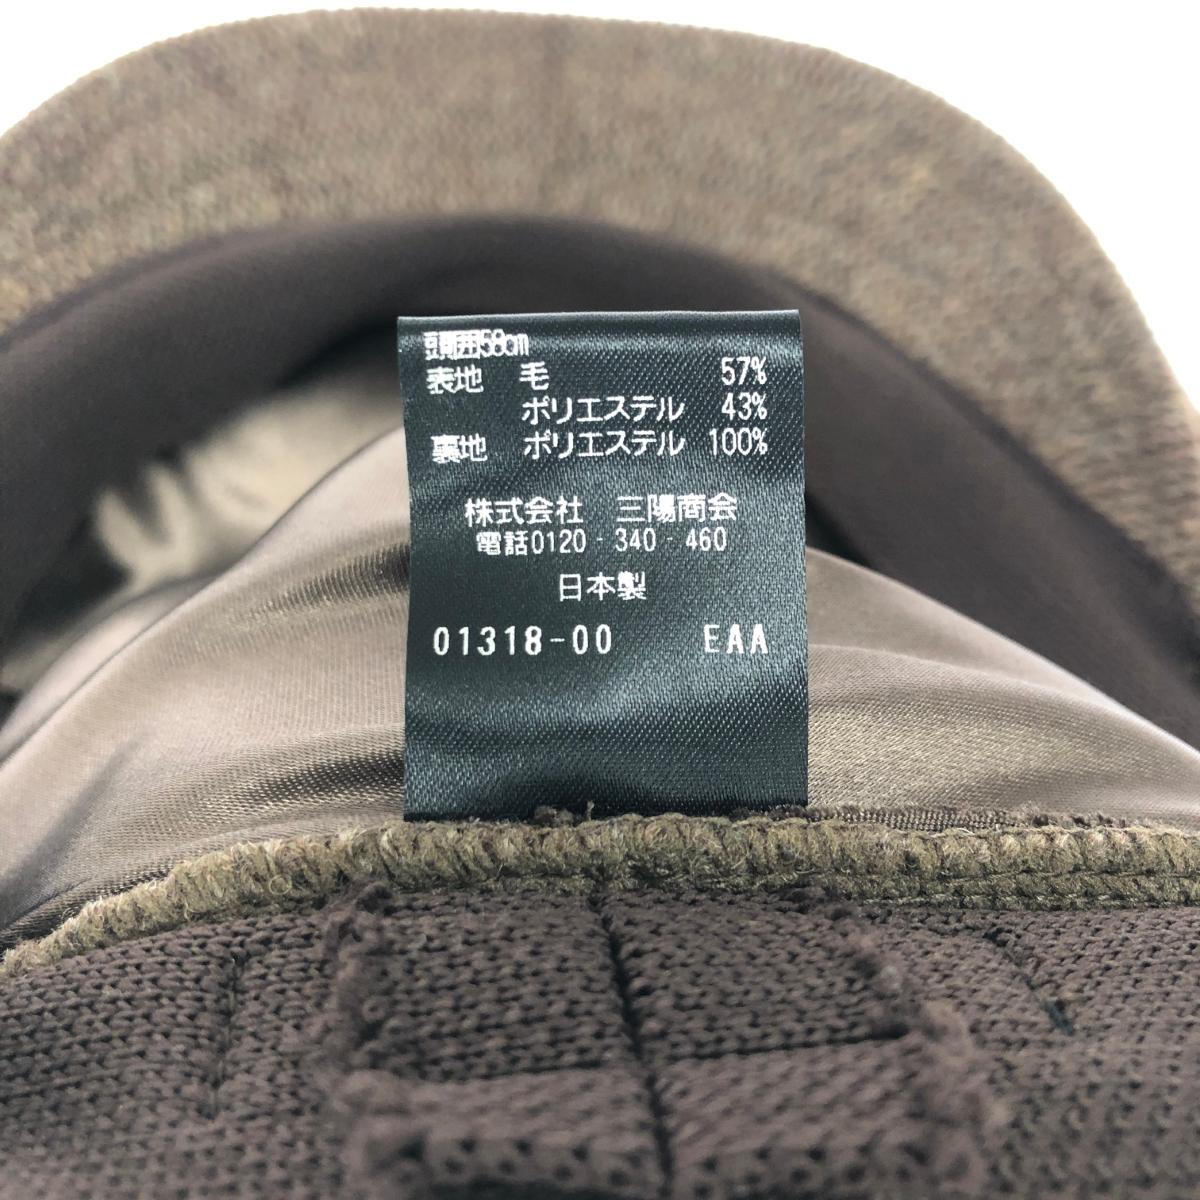 頭囲58cm
表地 毛 57%
ポリエステル 43%
裏地 ポリエステル 100%
株式会社 三陽商会
電話0120-340-460
日本製
01318-00 EAA